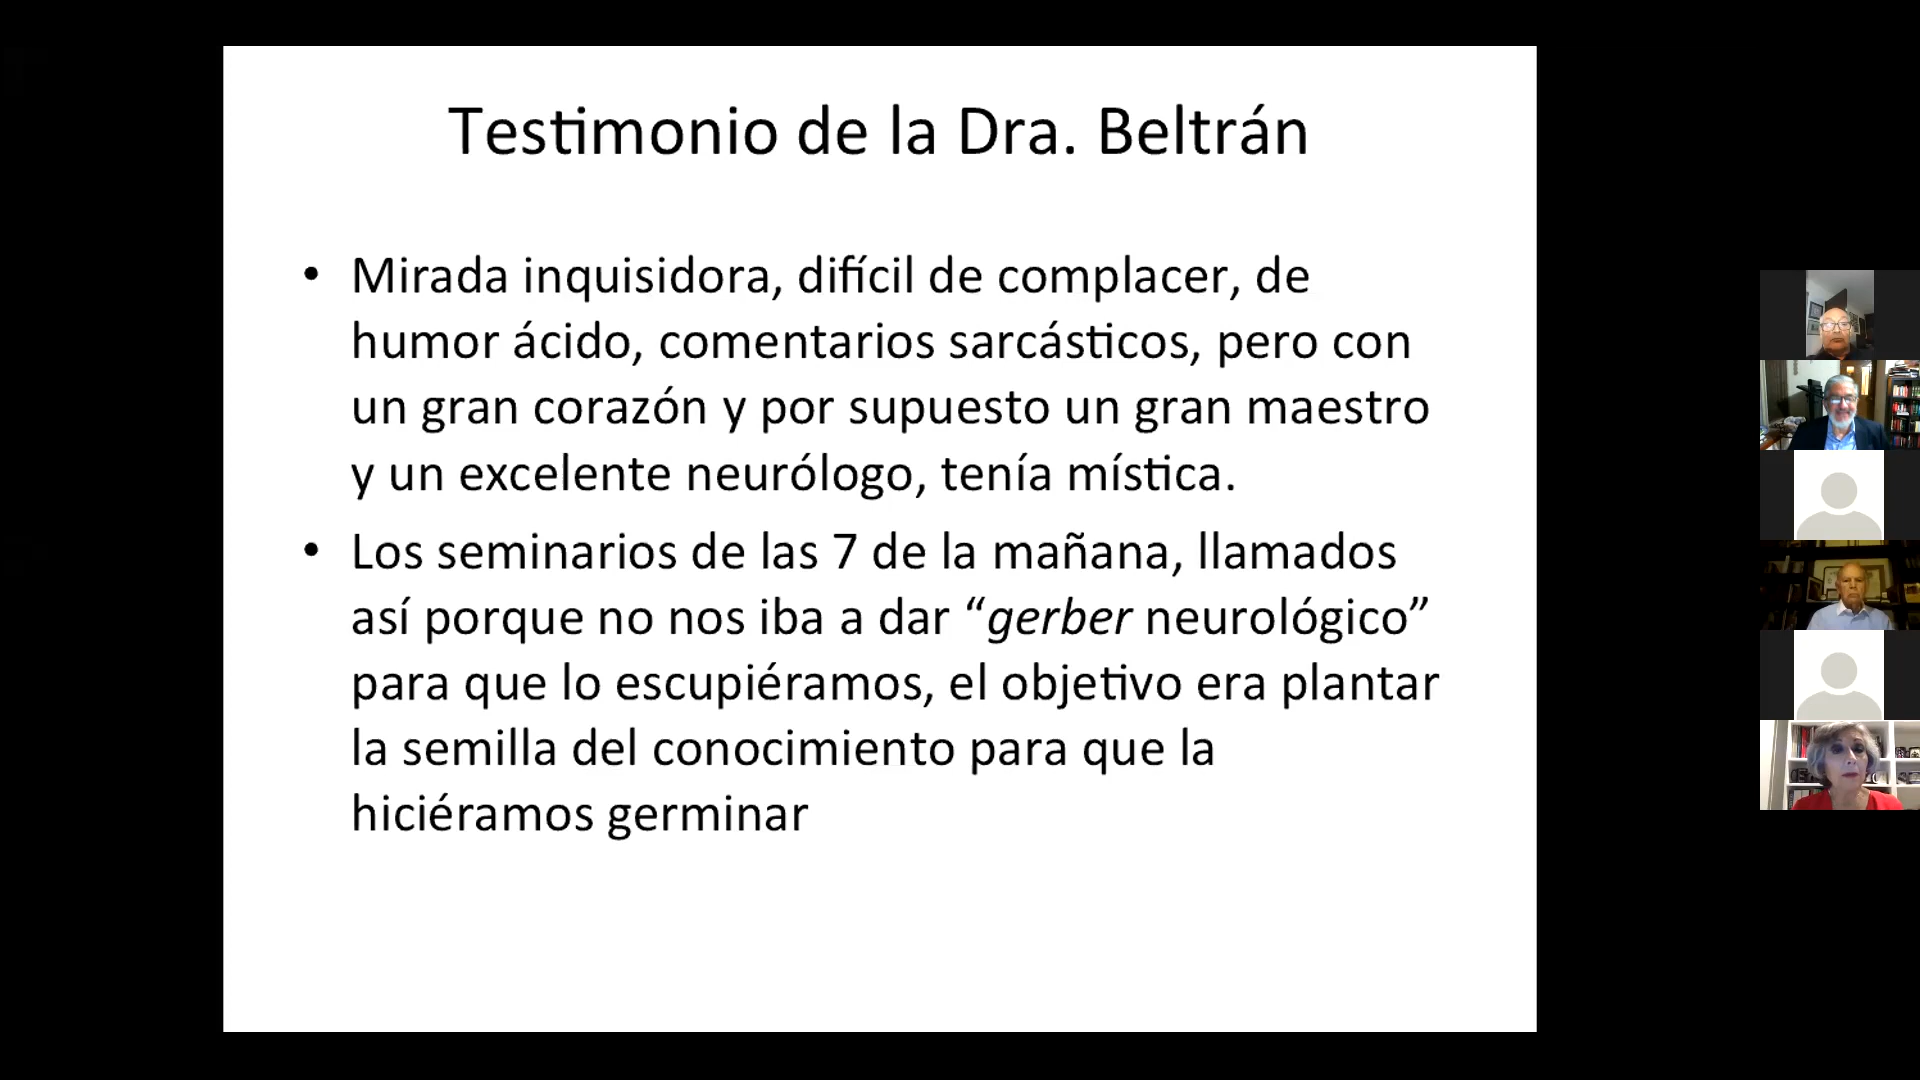 Testimonio de la Dra. Beltrán
• Mirada inquisidora, difícil de complacer, de
humor ácido, comentarios sarcásticos, pero con
un gran corazón y por supuesto un gran maestro
y un excelente neurólogo, tenía mística.
• Los seminarios de las 7 de la mañana, llamados
así porque no nos iba a dar “gerber neurológico”
para que lo escupiéramos, el objetivo era plantar
la semilla del conocimiento para que la
hiciéramos germinar